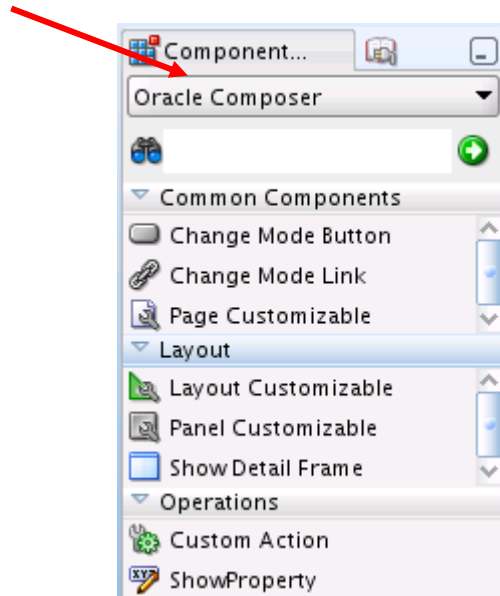 Component...
Oracle Composer
Common Components
Change Mode Button
Change Mode Link
Page Customizable
Layout
Layout Customizable
Panel Customizable
Show Detail Frame
Operations
Custom Action
ShowProperty